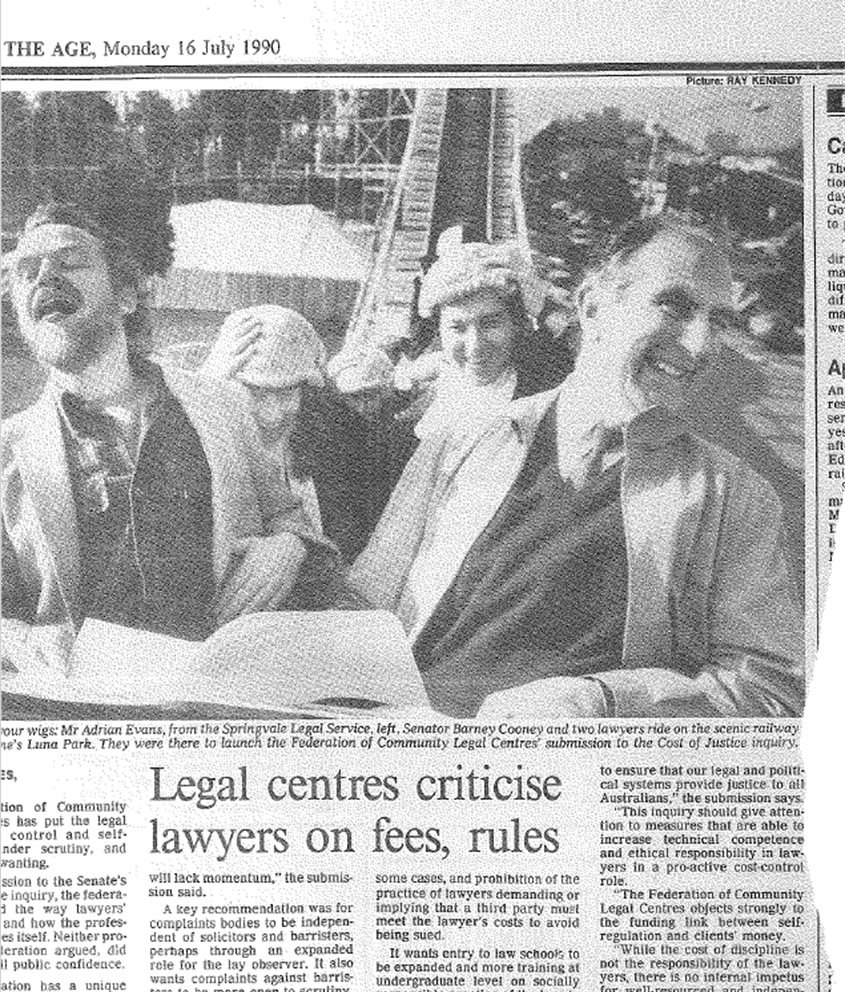 THE AGE, Monday 16 July 1990
Picture: RAY KENNEDY
our wigs: Mr Adrian Evans, from the Springvale Legal Service, left, Senator Barney Cooney and two lawyers ride on the scenic railway
ne's Luna Park. They were there to launch the Federation of Community Legal Centres' submission to the Cost of Justice inquiry.
Legal centres criticise
lawyers on fees, rules
es,
tion of Community
s has put the legal
control and self-
nder scrutiny, and
wanting.
ssion to the Senate's
e inquiry, the federa-
d the way lawyers'
and how the profes-
es itself. Neither pro-
deration argued, did
ll public confidence.
ation has a unique
will lack momentum," the submis-
sion said.
A key recommendation was for
complaints bodies to be indepen-
dent of solicitors and barristers,
perhaps through an expanded
role for the lay observer. It also
wants complaints against barris-
ters to be more open to scrutiny,
some cases, and prohibition of the
practice of lawyers demanding or
implying that a third party must
meet the lawyer's costs to avoid
being sued.
It wants entry to law schools to
be expanded and more training at
undergraduate level on socially
to ensure that our legal and politi-
cal systems provide justice to all
Australians," the submission says.
"This inquiry should give atten-
tion to measures that are able to
increase technical competence
and ethical responsibility in law-
yers in a pro-active cost-control
role.
"The Federation of Community
Legal Centres objects strongly to
the funding link between self-
regulation and clients' money.
"While the cost of discipline is
not the responsibility of the law-
yers, there is no internal impetus
for well-resourced and indepen-
Ca
The
tion
day
Go
to
dir
ma
liq
dif
ma
we
Ap
An
res
ser
yes
aft
Ed
rai